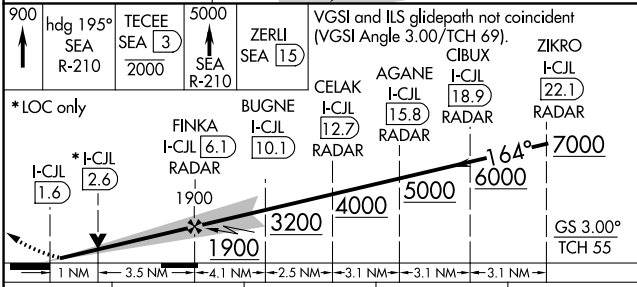 900
hdg 195°
SEA
R-210
TECEE
SEA 3
2000
5000
SEA
R-210
ZERLI
SEA 15
VGSI and ILS glidepath not coincident
(VGSI Angle 3.00/TCH 69).
*LOC only
I-CJL
1.6
*I-CJL
2.6
FINKA
I-CJL 6.1
RADAR
1900
BUGNE
I-CJL
10.1
CELAK
I-CJL
12.7
RADAR
AGANE
I-CJL
15.8
RADAR
CIBUX
I-CJL
18.9
RADAR
ZIKRO
I-CJL
22.1
RADAR
164°
7000
6000
5000
4000
3200
1900
GS 3.00°
TCH 55
1 NM
3.5 NM
4.1 NM
2.5 NM
3.1 NM
3.1 NM
3.1 NM